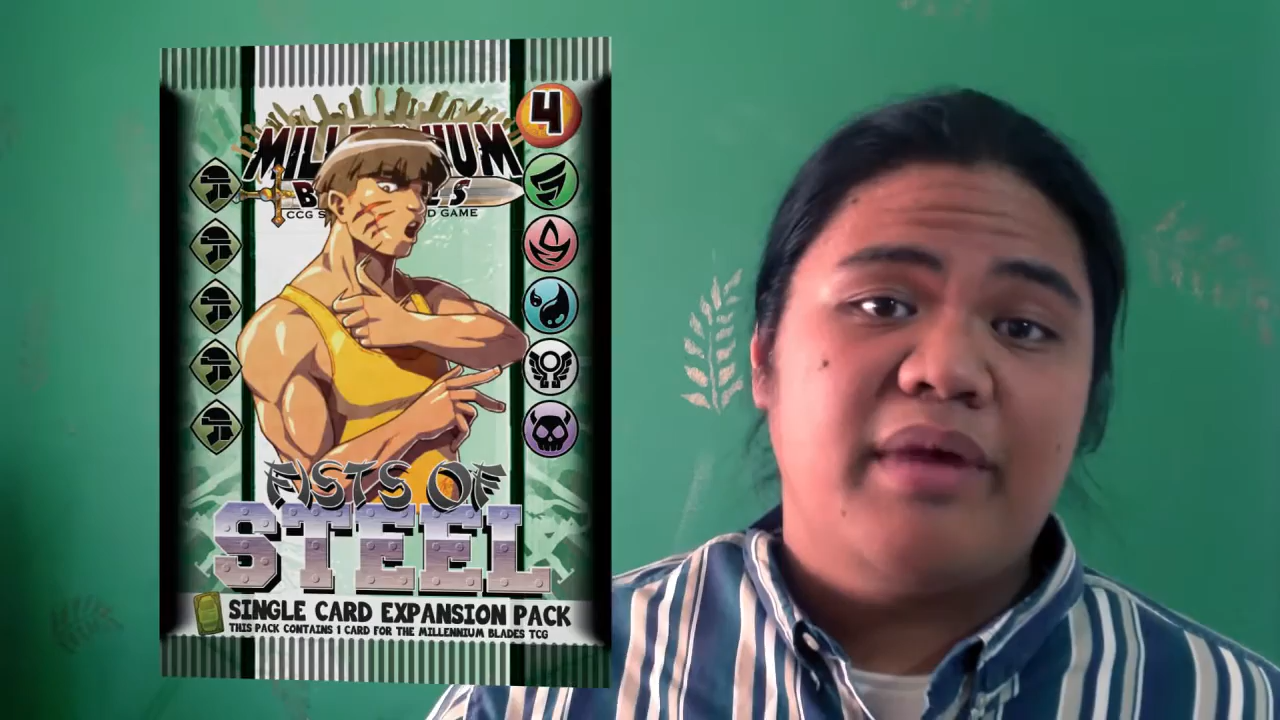 4
MILLENNIUM
CCG
D GAME
FISTS OF
STEEL
SINGLE CARD EXPANSION PACK
THIS PACK CONTAINS 1 CARD FOR THE MILLENNIUM BLADES TCG